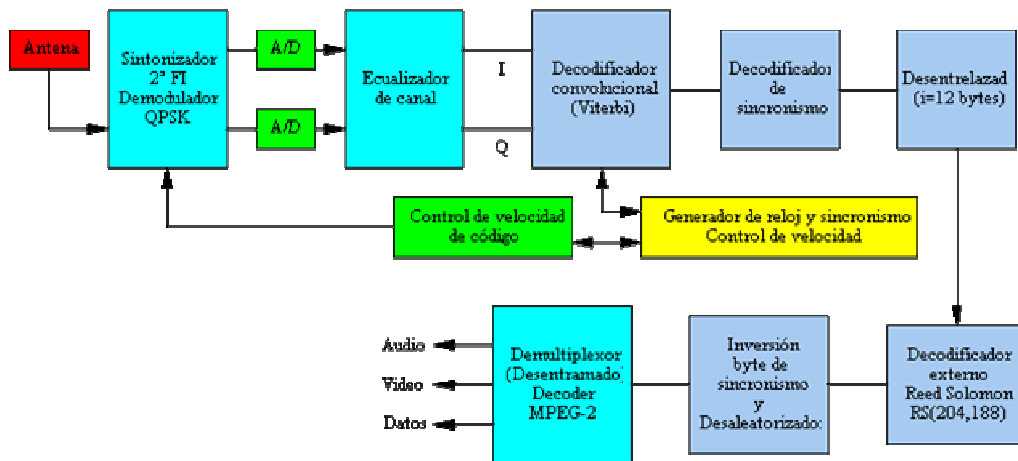 Antena
Sintonizador
2ª FI
Demodulador
QPSK
A/D
A/D
Ecualizador
de canal
I
Q
Decodificador
convolucional
(Viterbi)
Decodificador
de
sincronismo
Desentrelazad
(i=12 bytes)
Control de velocidad
de código
Generador de reloj y sincronismo
Control de velocidad
Audio
Video
Datos
Demultiplexor
(Desentramado)
Decoder
MPEG-2
Inversión
byte de
sincronismo
y
Desaleatorizado:
Decodificador
externo
Reed Solomon
RS(204,188)